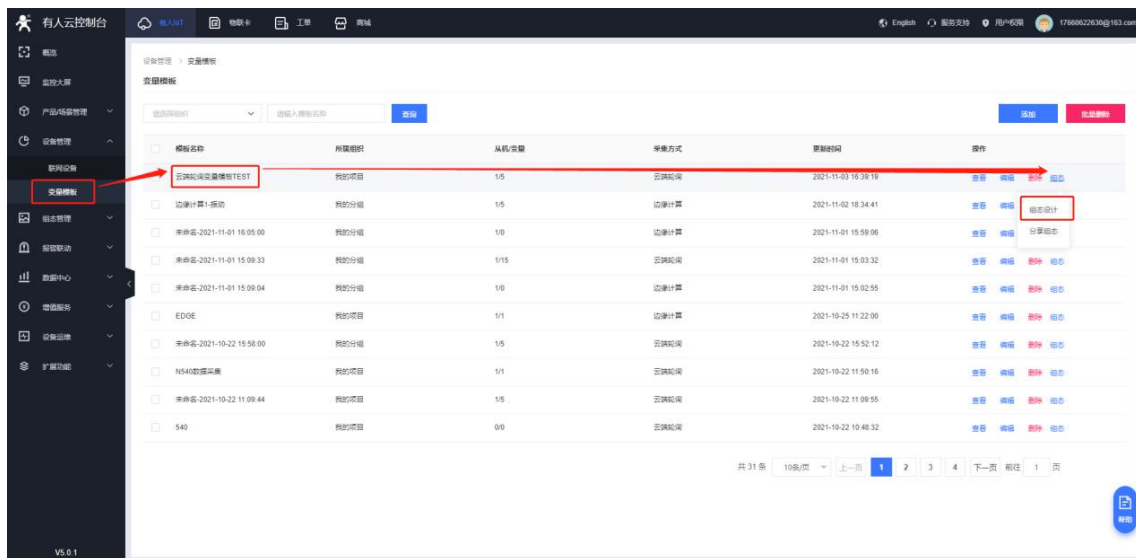 有人云控制台 有人IoT 物联卡 工单 商城 English 服务支持 用户权限 17660622630@163.com
概览
监控大屏
产品/场景管理
设备管理
联网设备
变量模板
组态管理
报警联动
数据中心
增值服务
设备运维
扩展功能
V5.0.1
设备管理 > 变量模板
变量模板
请选择组织 请输入模板名称 查询 添加 批量删除
模板名称 所属组织 从机/变量 采集方式 更新时间 操作
云端轮询变量模板TEST 我的项目 1/5 云端轮询 2021-11-03 16:39:19 查看 编辑 删除 组态
边缘计算1-振动 我的分组 1/5 边缘计算 2021-11-02 18:34:41 查看 编辑
组态设计
分享组态
未命名-2021-11-01 16:05:00 我的分组 1/0 边缘计算 2021-11-01 15:59:06 查看 编辑
未命名-2021-11-01 15:09:33 我的分组 1/15 云端轮询 2021-11-01 15:03:32 查看 编辑 删除 组态
未命名-2021-11-01 15:09:04 我的分组 1/0 边缘计算 2021-11-01 15:02:55 查看 编辑 删除 组态
EDGE 我的项目 1/1 边缘计算 2021-10-25 11:22:00 查看 编辑 删除 组态
未命名-2021-10-22 15:58:00 我的分组 1/5 云端轮询 2021-10-22 15:52:12 查看 编辑 删除 组态
N540数据采集 我的项目 1/1 云端轮询 2021-10-22 11:50:16 查看 编辑 删除 组态
未命名-2021-10-22 11:09:44 我的项目 1/5 云端轮询 2021-10-22 11:09:55 查看 编辑 删除 组态
540 我的项目 0/0 云端轮询 2021-10-22 10:48:32 查看 编辑 删除 组态
共 31 条 10条/页 上一页 1 2 3 4 下一页 前往 1 页
帮助